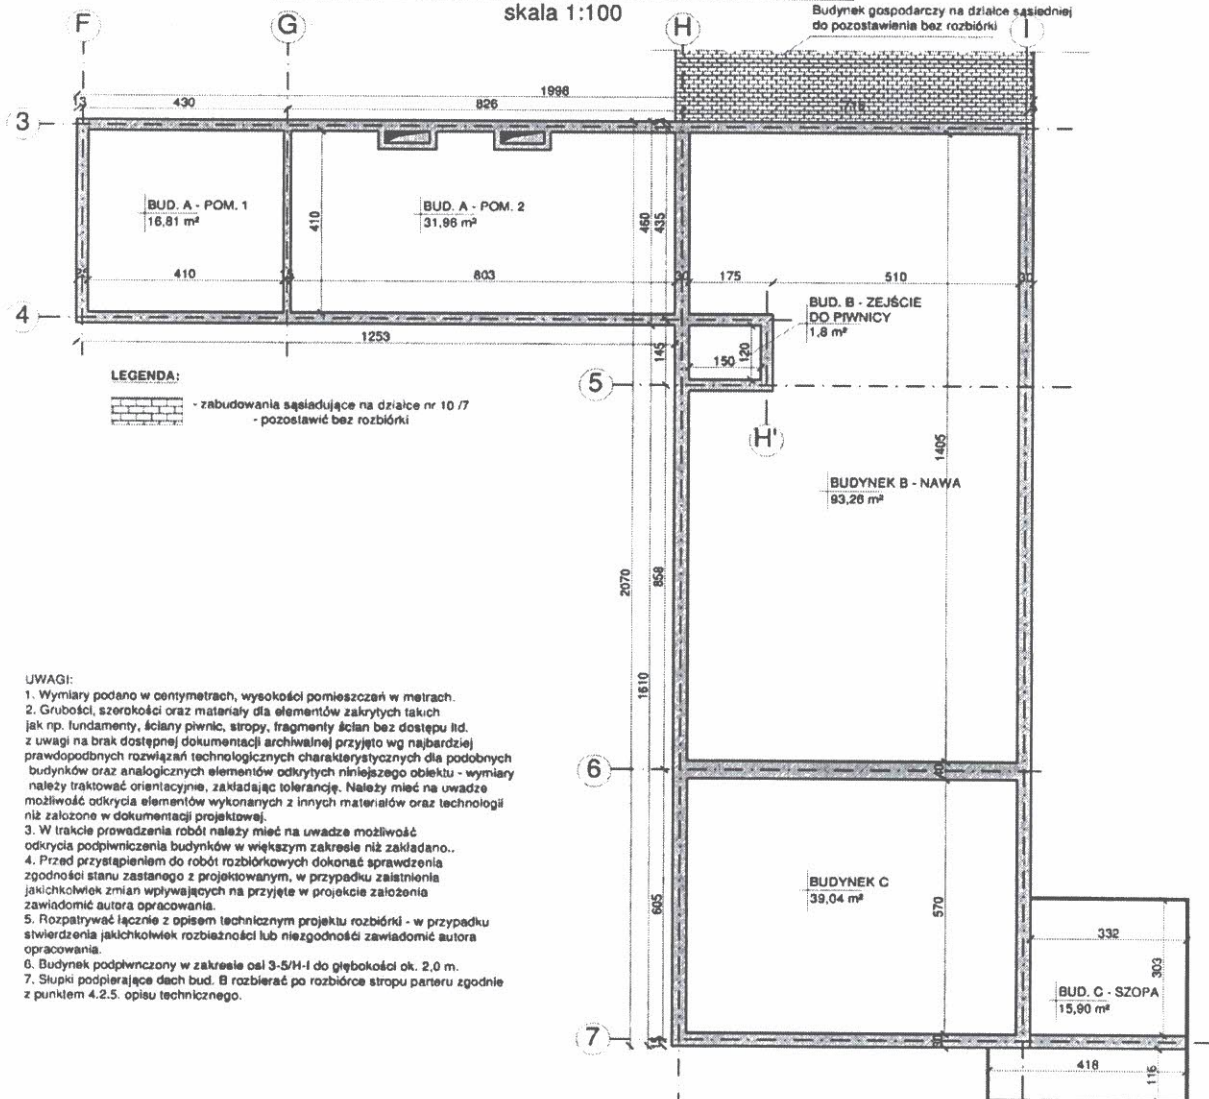 skala 1:100
Budynek gospodarczy na działce sąsiedniej
do pozostawienia bez rozbiórki
F
G
H
I
1998
13
430
826
715
3
BUD. A - POM. 1
16,81 m²
BUD. A - POM. 2
31,96 m²
410
460
435
25
410
803
30
175
510
30
4
BUD. B - ZEJŚCIE
DO PIWNICY
1,8 m²
1253
145
150
120
LEGENDA:
- zabudowania sąsiadujące na działce nr 10 /7
- pozostawić bez rozbiórki
5
H'
1405
BUDYNEK B - NAWA
93,26 m²
2070
858
1610
UWAGI:
1. Wymiary podano w centymetrach, wysokości pomieszczeń w metrach.
2. Grubości, szerokości oraz materiały dla elementów zakrytych takich
jak np. fundamenty, ściany piwnic, stropy, fragmenty ścian bez dostępu itd.
z uwagi na brak dostępnej dokumentacji archiwalnej przyjęto wg najbardziej
prawdopodbnych rozwiązań technologicznych charakterystycznych dla podobnych
budynków oraz analogicznych elementów odkrytych niniejszego obiektu - wymiary
należy traktować orientacyjnie, zakładając tolerancję. Należy mieć na uwadze
możliwość odkrycia elementów wykonanych z innych materiałów oraz technologii
niż założone w dokumentacji projektowej.
3. W trakcie prowadzenia robót należy mieć na uwadze możliwość
odkrycia podpiwniczenia budynków w większym zakresie niż zakładano..
4. Przed przystąpieniem do robót rozbiórkowych dokonać sprawdzenia
zgodności stanu zastanego z projektowanym, w przypadku zaistnienia
jakichkolwiek zmian wpływających na przyjęte w projekcie założenia
zawiadomić autora opracowania.
5. Rozpatrywać łącznie z opisem technicznym projektu rozbiórki - w przypadku
stwierdzenia jakichkolwiek rozbieżności lub niezgodności zawiadomić autora
opracowania.
6. Budynek podpiwnczony w zakresie osi 3-5/H-I do głębokości ok. 2,0 m.
7. Słupki podpierające dach bud. B rozbierać po rozbiórce stropu parteru zgodnie
z punktem 4.2.5. opisu technicznego.
6
40
BUDYNEK C
39,04 m²
605
570
332
303
BUD. C - SZOPA
15,90 m²
7
15
30
418
116